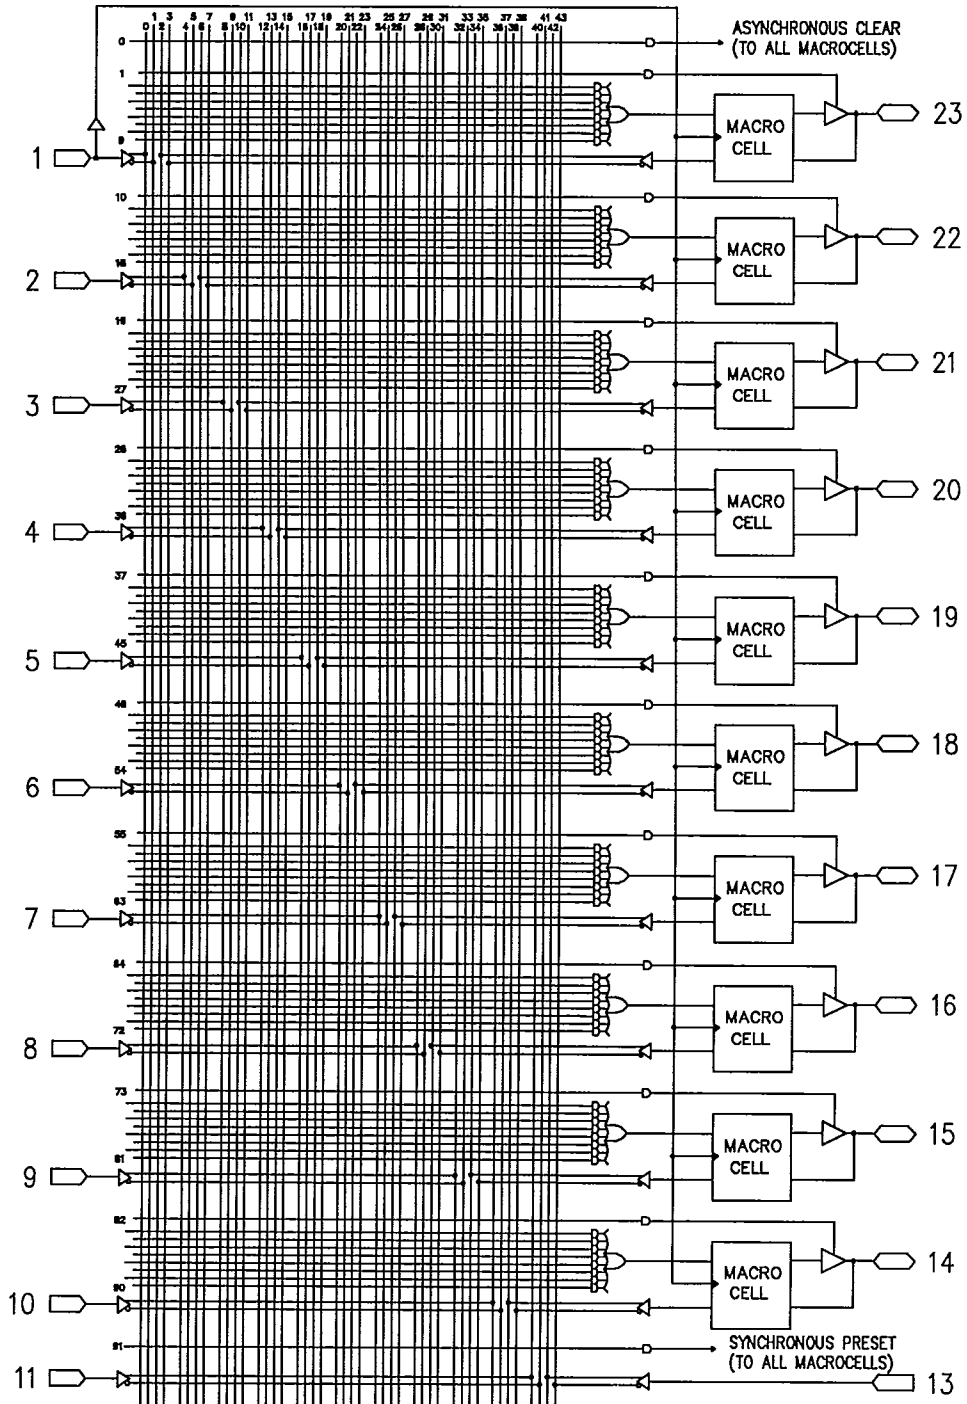 1 3 5 7 9 11 13 15 17 19 21 23 25 27 29 31 33 35 37 39 41 43
0 2 4 6 8 10 12 14 16 18 20 22 24 26 28 30 32 34 36 38 40 42
0
ASYNCHRONOUS CLEAR
(TO ALL MACROCELLS)
1
MACRO
CELL
23
9
1
10
MACRO
CELL
22
18
2
MACRO
CELL
21
27
3
MACRO
CELL
20
36
4
37
MACRO
CELL
19
45
5
46
MACRO
CELL
18
54
6
55
MACRO
CELL
17
63
7
64
MACRO
CELL
16
72
8
73
MACRO
CELL
15
81
9
82
MACRO
CELL
14
90
10
91
SYNCHRONOUS PRESET
(TO ALL MACROCELLS)
11
13